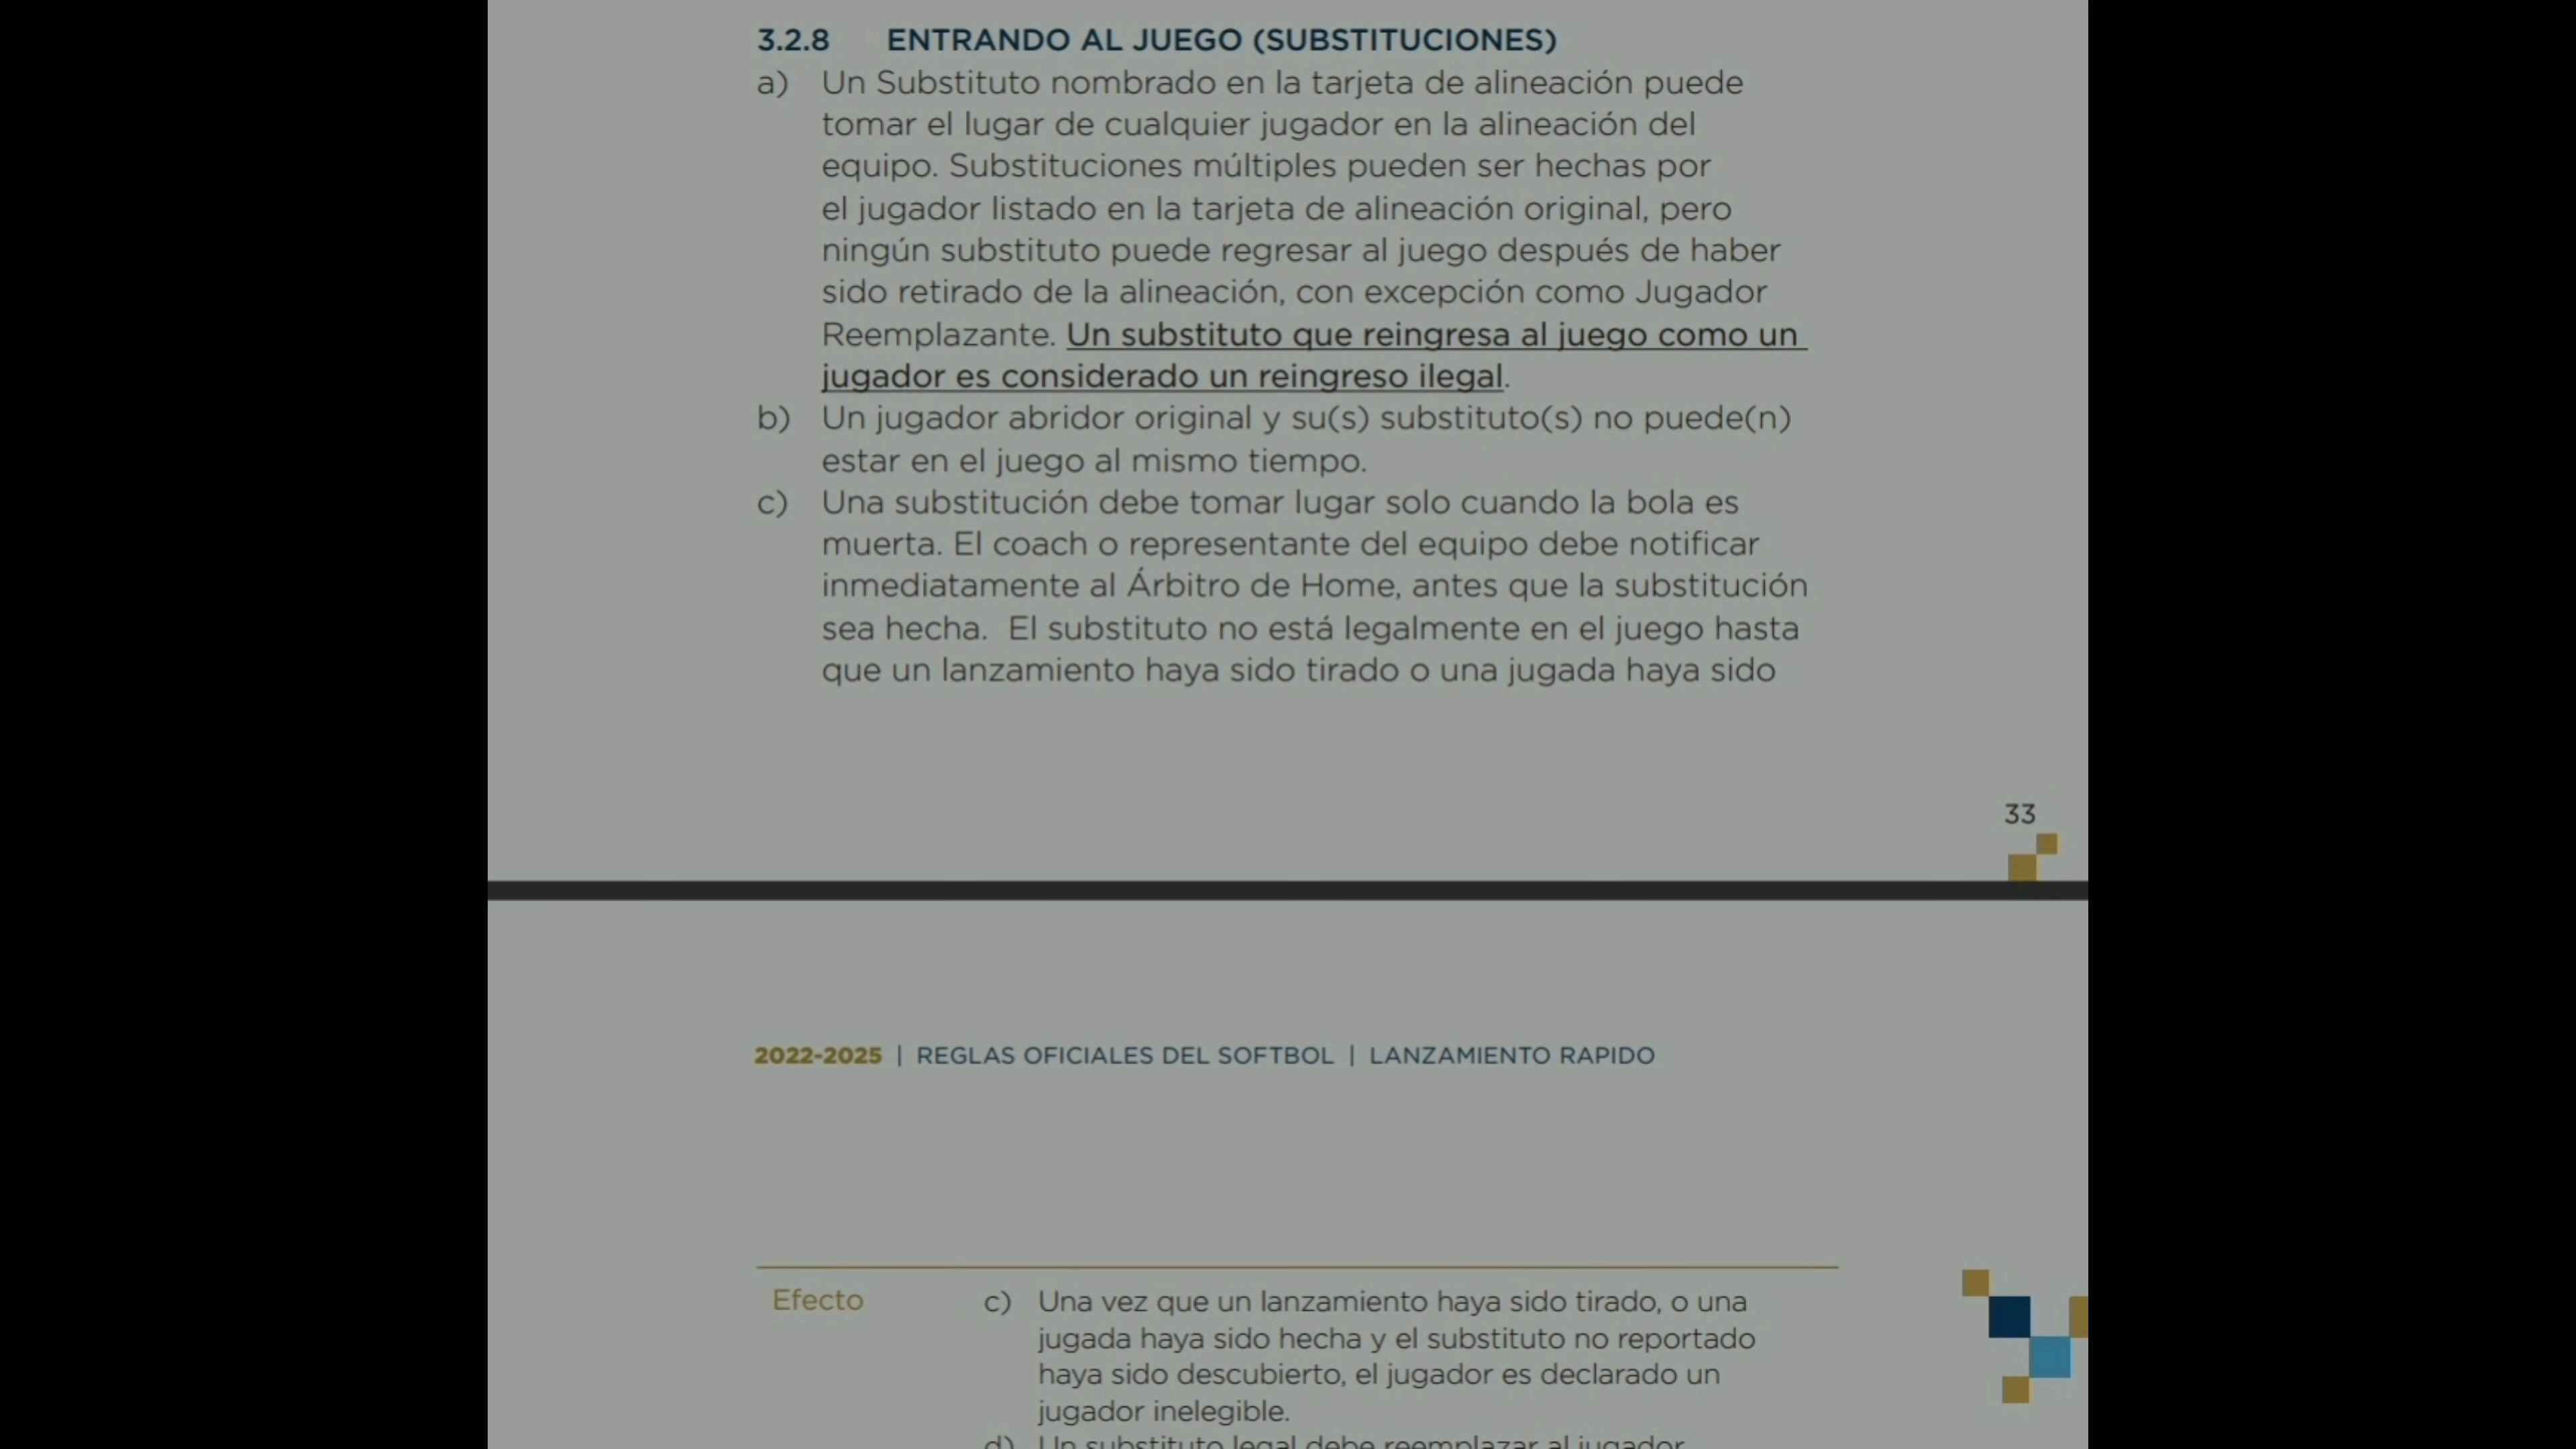 3.2.8 ENTRANDO AL JUEGO (SUBSTITUCIONES)
a) Un Substituto nombrado en la tarjeta de alineación puede
tomar el lugar de cualquier jugador en la alineación del
equipo. Substituciones múltiples pueden ser hechas por
el jugador listado en la tarjeta de alineación original, pero
ningún substituto puede regresar al juego después de haber
sido retirado de la alineación, con excepción como Jugador
Reemplazante. Un substituto que reingresa al juego como un
jugador es considerado un reingreso ilegal.
b) Un jugador abridor original y su(s) substituto(s) no puede(n)
estar en el juego al mismo tiempo.
c) Una substitución debe tomar lugar solo cuando la bola es
muerta. El coach o representante del equipo debe notificar
inmediatamente al Árbitro de Home, antes que la substitución
sea hecha. El substituto no está legalmente en el juego hasta
que un lanzamiento haya sido tirado o una jugada haya sido
33
2022-2025 | REGLAS OFICIALES DEL SOFTBOL | LANZAMIENTO RAPIDO
Efecto c) Una vez que un lanzamiento haya sido tirado, o una
jugada haya sido hecha y el substituto no reportado
haya sido descubierto, el jugador es declarado un
jugador inelegible.
d) Un substituto legal debe reemplazar al jugador